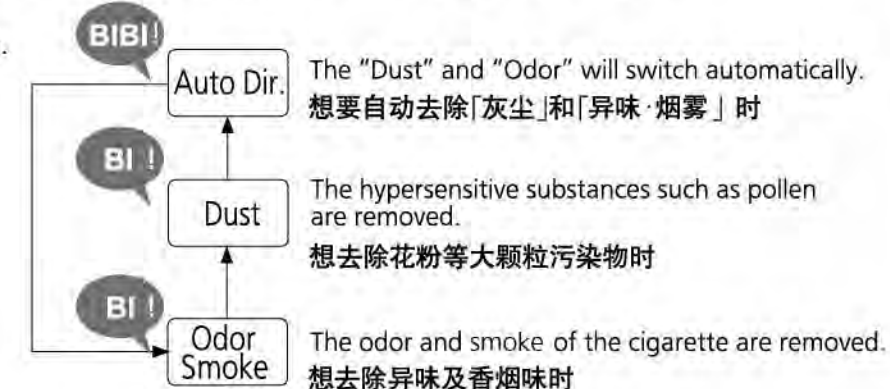 BIBI!
Auto Dir.
The “Dust” and “Odor” will switch automatically.
想要自动去除「灰尘」和「异味·烟雾」时
BI!
Dust
The hypersensitive substances such as pollen
are removed.
想去除花粉等大颗粒污染物时
BI!
Odor
Smoke
The odor and smoke of the cigarette are removed.
想去除异味及香烟味时